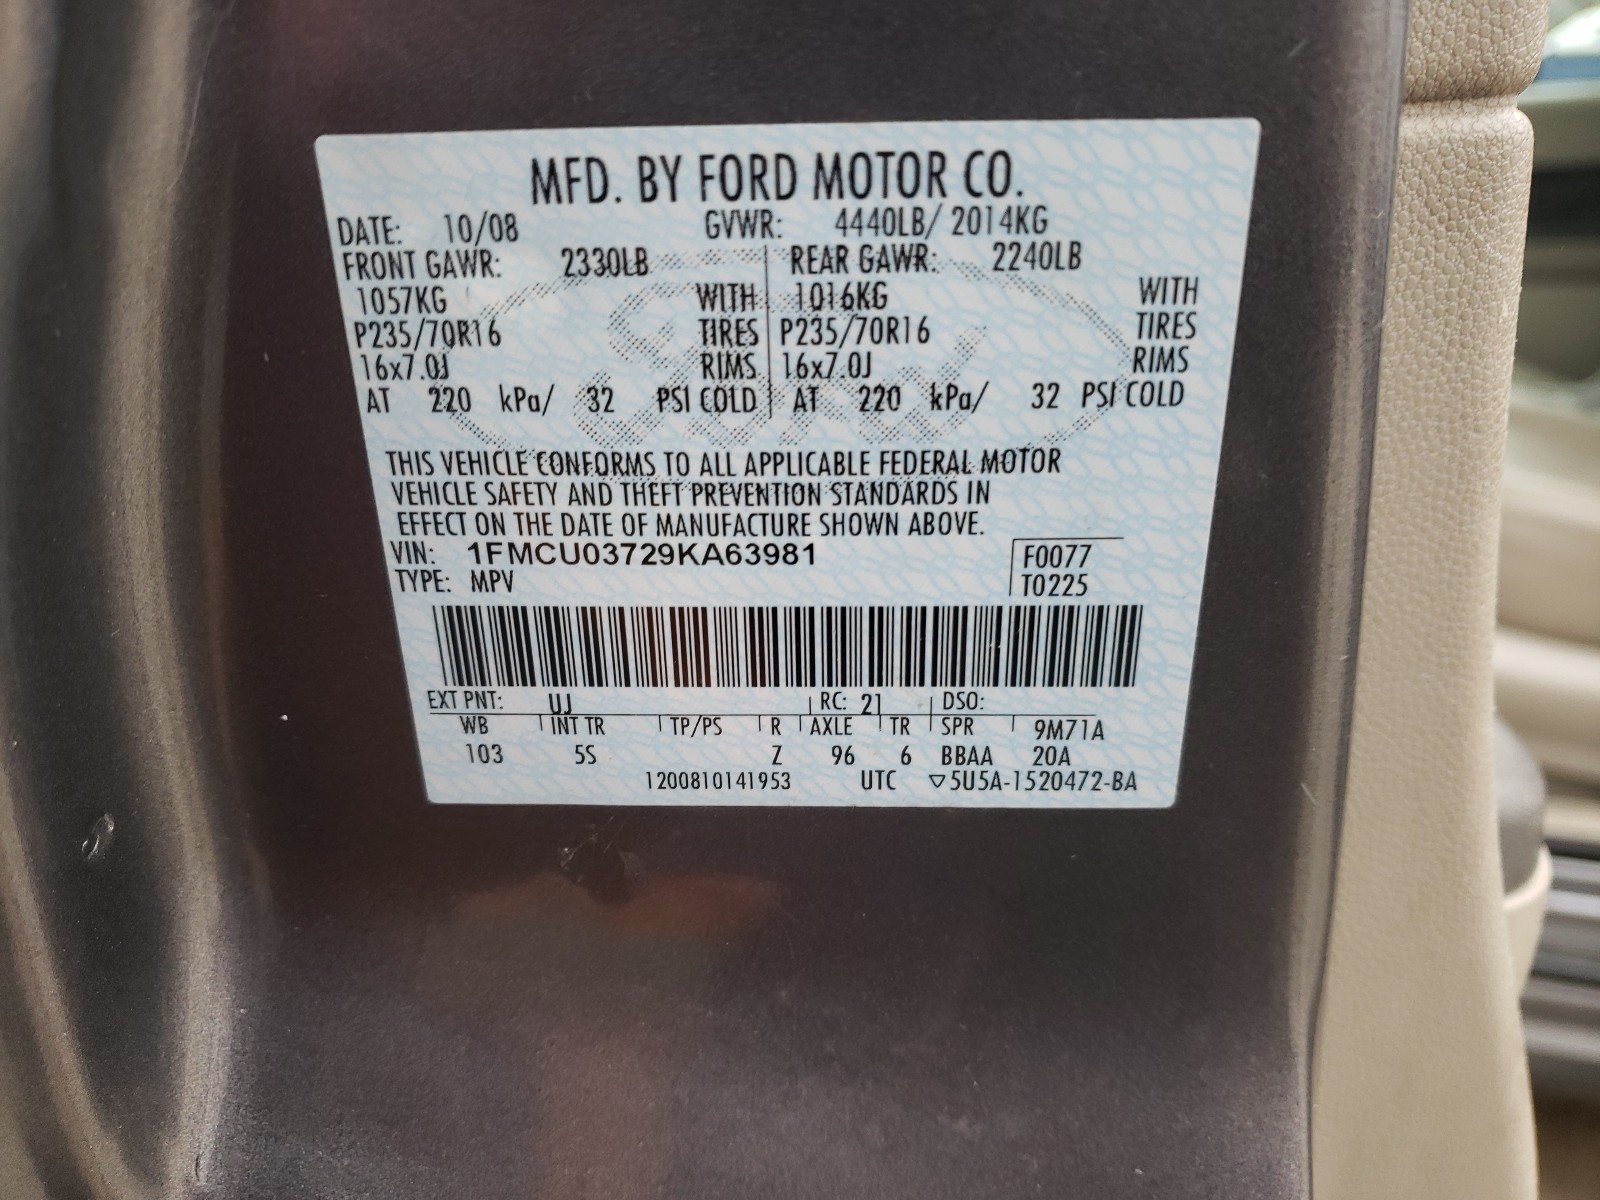 MFD. BY FORD MOTOR CO.
DATE: 10/08 GVWR: 4440LB/ 2014KG
FRONT GAWR: 2330LB REAR GAWR: 2240LB
1057KG WITH 1016KG WITH
P235/70R16 TIRES P235/70R16 TIRES
16x7.0J RIMS 16x7.0J RIMS
AT 220 kPa/ 32 PSI COLD AT 220 kPa/ 32 PSI COLD
Ford
THIS VEHICLE CONFORMS TO ALL APPLICABLE FEDERAL MOTOR
VEHICLE SAFETY AND THEFT PREVENTION STANDARDS IN
EFFECT ON THE DATE OF MANUFACTURE SHOWN ABOVE.
VIN: 1FMCU03729KA63981 F0077
TYPE: MPV T0225
EXT PNT: UJ RC: 21 DSO:
WB INT TR TP/PS R AXLE TR SPR 9M71A
103 5S Z 96 6 BBAA 20A
1200810141953 UTC ▽5U5A-1520472-BA